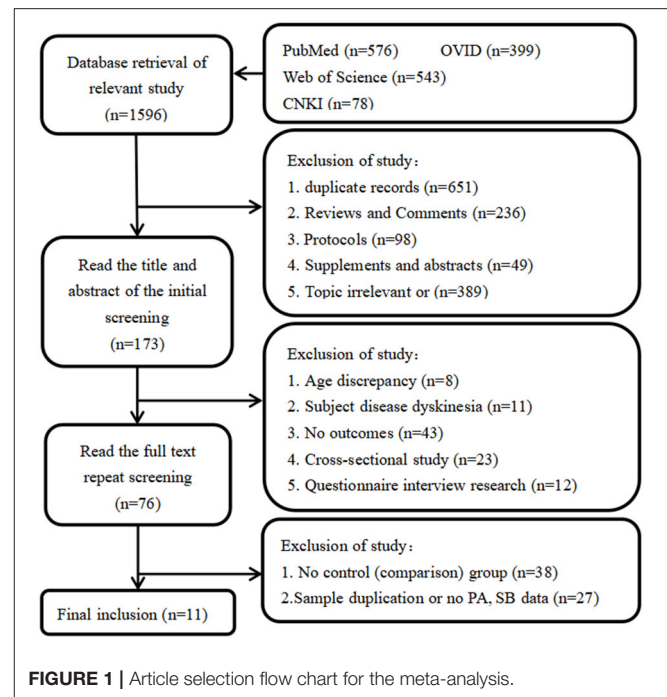 Database retrieval of
relevant study
(n=1596)
PubMed (n=576) OVID (n=399)
Web of Science (n=543)
CNKI (n=78)
Exclusion of study:
1. duplicate records (n=651)
2. Reviews and Comments (n=236)
3. Protocols (n=98)
4. Supplements and abstracts (n=49)
5. Topic irrelevant or (n=389)
Read the title and
abstract of the initial
screening
(n=173)
Exclusion of study:
1. Age discrepancy (n=8)
2. Subject disease dyskinesia (n=11)
3. No outcomes (n=43)
4. Cross-sectional study (n=23)
5. Questionnaire interview research (n=12)
Read the full text
repeat screening
(n=76)
Exclusion of study:
1. No control (comparison) group (n=38)
2.Sample duplication or no PA, SB data (n=27)
Final inclusion (n=11)
FIGURE 1 | Article selection flow chart for the meta-analysis.